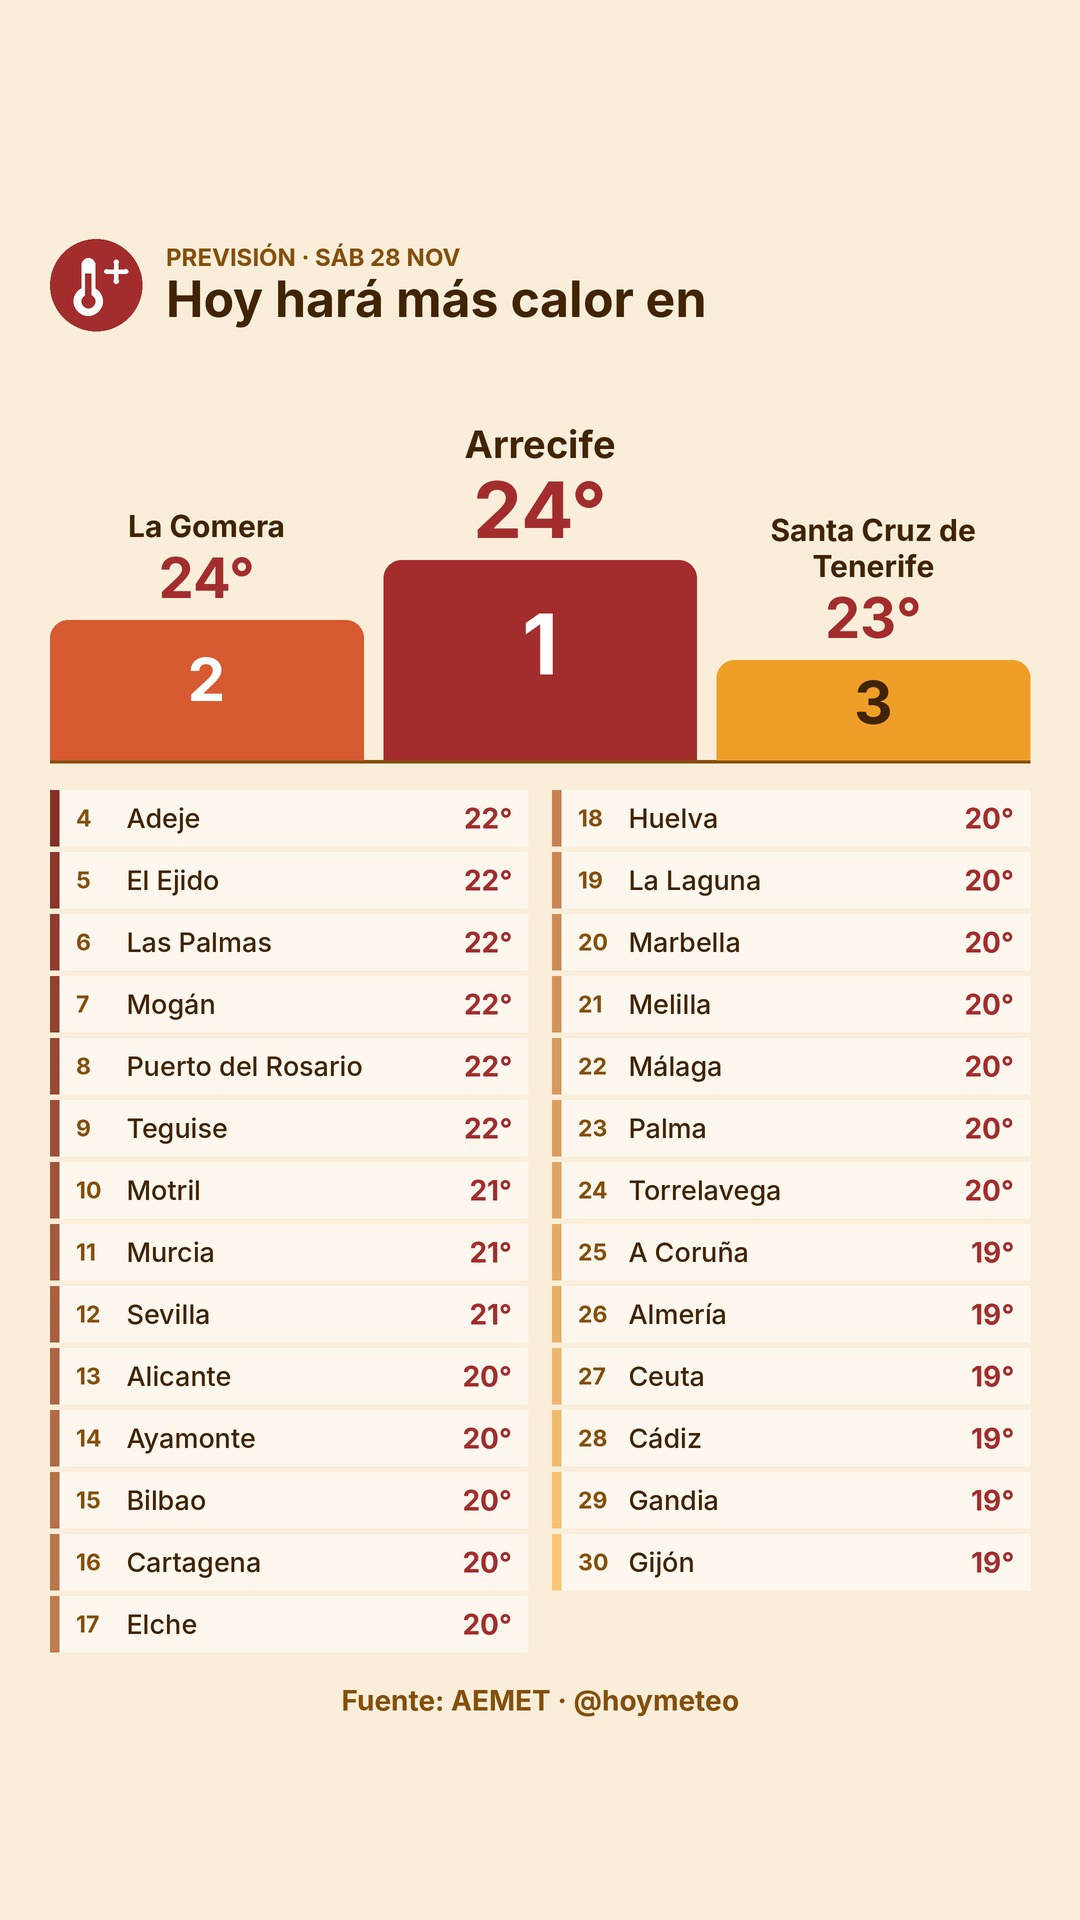 PREVISIÓN · SÁB 28 NOV
Hoy hará más calor en
Arrecife
24°
La Gomera
24°
Santa Cruz de
Tenerife
23°
1
2
3
4 Adeje 22°
5 El Ejido 22°
6 Las Palmas 22°
7 Mogán 22°
8 Puerto del Rosario 22°
9 Teguise 22°
10 Motril 21°
11 Murcia 21°
12 Sevilla 21°
13 Alicante 20°
14 Ayamonte 20°
15 Bilbao 20°
16 Cartagena 20°
17 Elche 20°
18 Huelva 20°
19 La Laguna 20°
20 Marbella 20°
21 Melilla 20°
22 Málaga 20°
23 Palma 20°
24 Torrelavega 20°
25 A Coruña 19°
26 Almería 19°
27 Ceuta 19°
28 Cádiz 19°
29 Gandia 19°
30 Gijón 19°
Fuente: AEMET · @hoymeteo